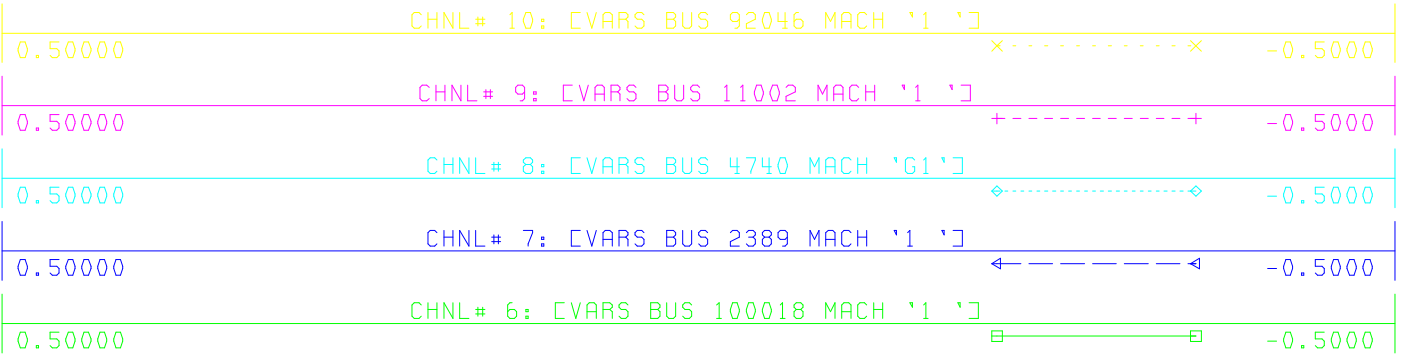 CHNL# 10: [VARS BUS 92046 MACH '1 ']
0.50000 -0.5000
CHNL# 9: [VARS BUS 11002 MACH '1 ']
0.50000 -0.5000
CHNL# 8: [VARS BUS 4740 MACH 'G1']
0.50000 -0.5000
CHNL# 7: [VARS BUS 2389 MACH '1 ']
0.50000 -0.5000
CHNL# 6: [VARS BUS 100018 MACH '1 ']
0.50000 -0.5000